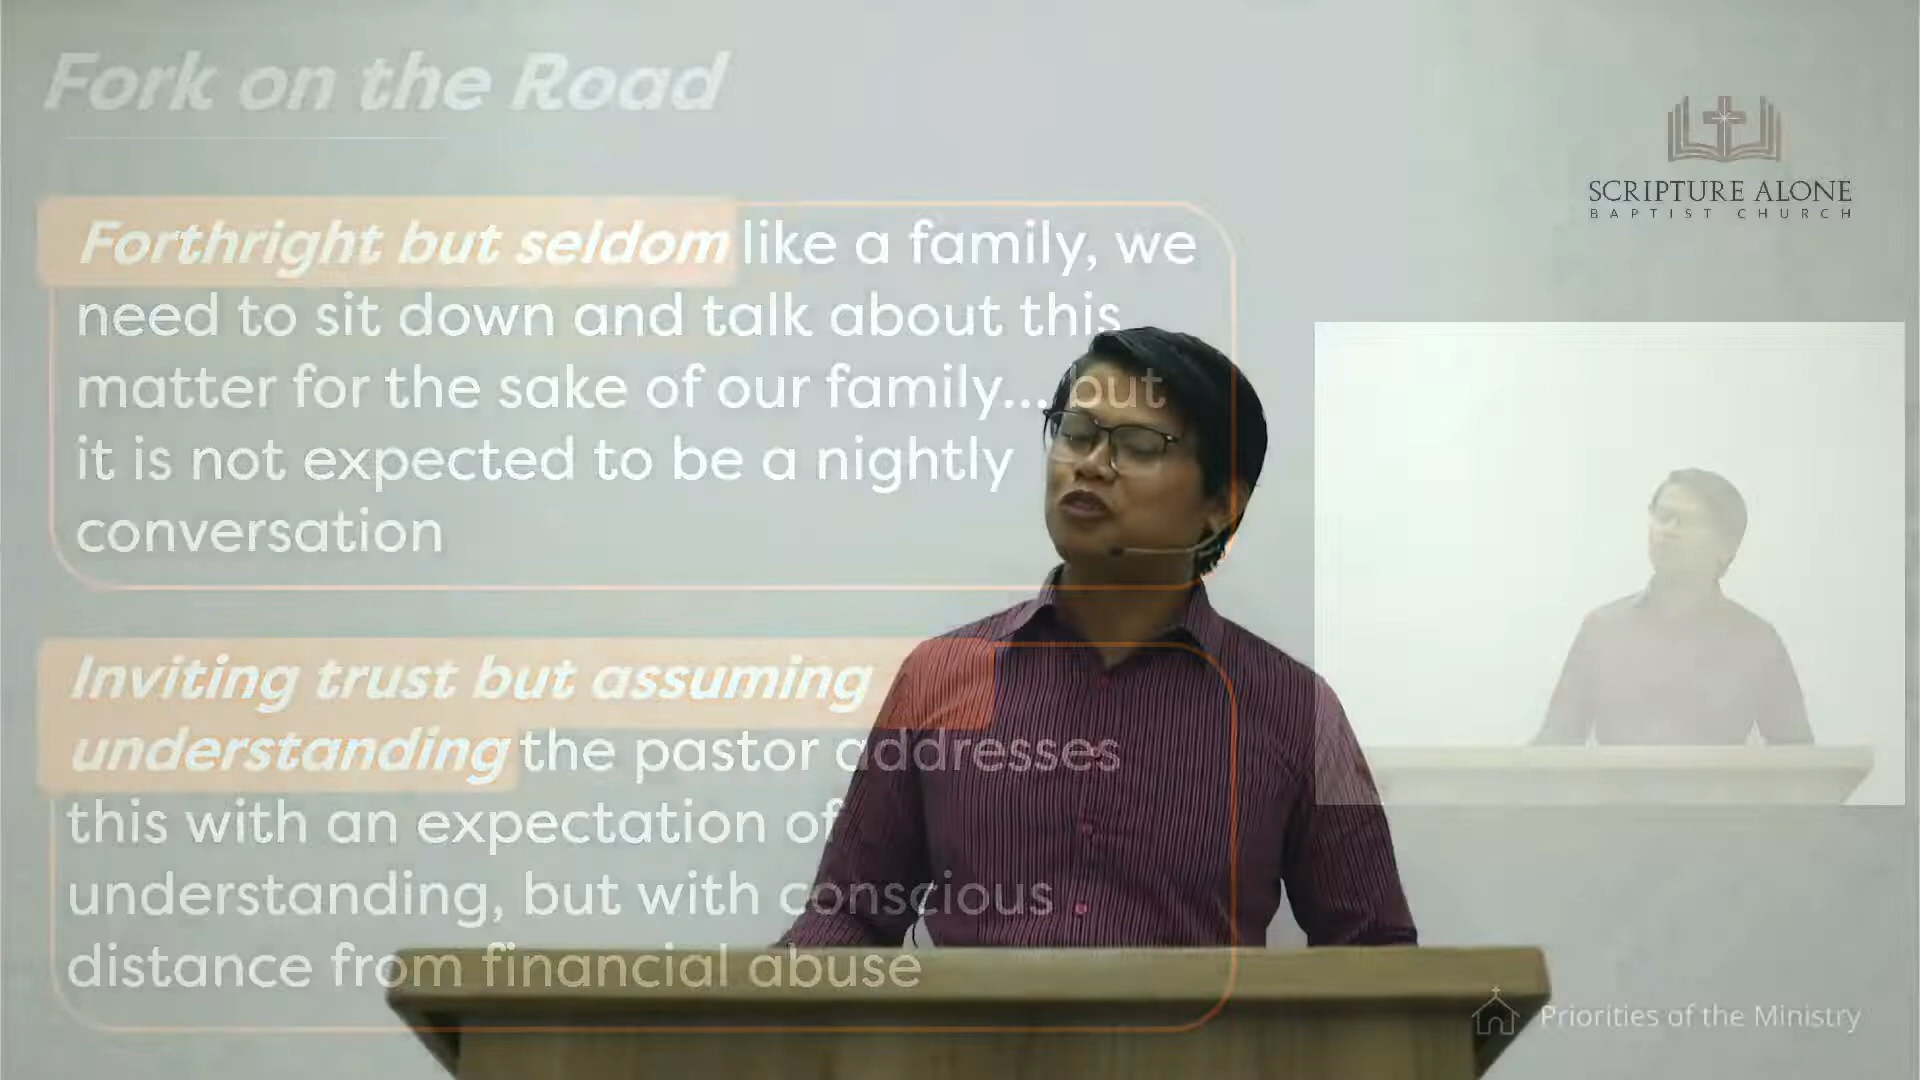 Fork on the Road
SCRIPTURE ALONE
BAPTIST CHURCH
Forthright but seldom like a family, we
need to sit down and talk about this
matter for the sake of our family... but
it is not expected to be a nightly
conversation
Inviting trust but assuming
understanding the pastor addresses
this with an expectation of
understanding, but with conscious
distance from financial abuse
Priorities of the Ministry